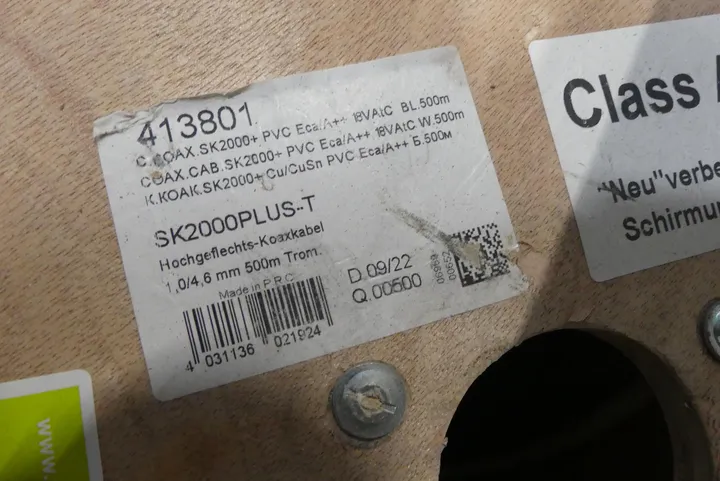 413801
C.COAX.SK2000+ PVC Eca/A++ 18VAtC BL.500m
COAX.CAB.SK2000+ PVC Eca/A++ 18VAtC W.500m
K.KOAK.SK2000+ Cu/CuSn PVC Eca/A++ Б.500м
SK2000PLUS-T
Hochgeflechts-Koaxkabel
1,0/4,6 mm 500m Trom.
Made in P.R.C.
D.09/22
Q.00500
4 031136 021924
Class
"Neu"verbe
Schirmu
www.